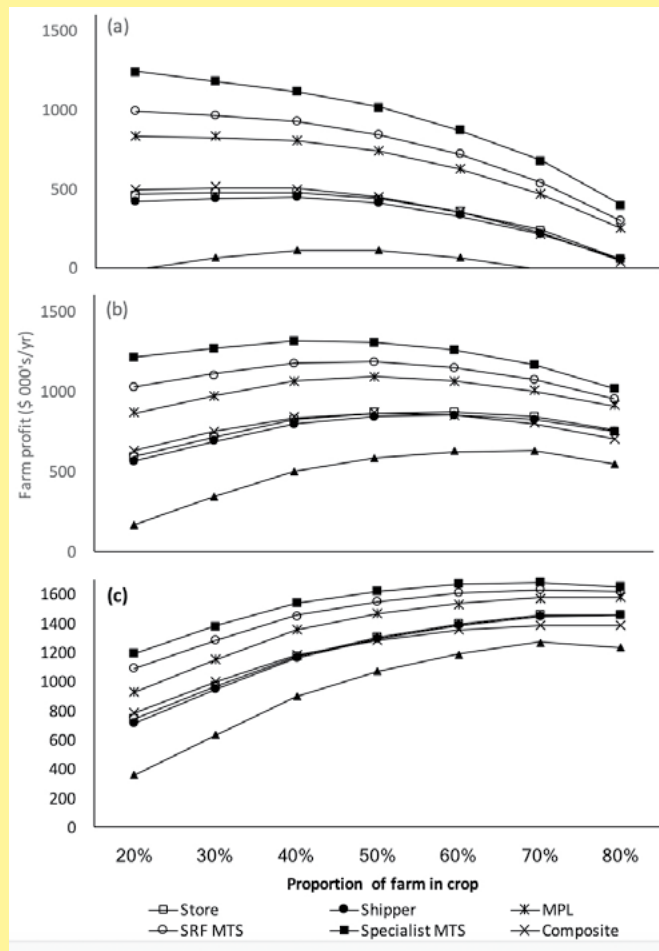 (a)
1500
1000
500
0
(b)
1500
1000
500
0
Farm profit ($ 000's/yr)
(c)
1600
1400
1200
1000
800
600
400
200
0
20% 30% 40% 50% 60% 70% 80%
Proportion of farm in crop
Store Shipper MPL
SRF MTS Specialist MTS Composite